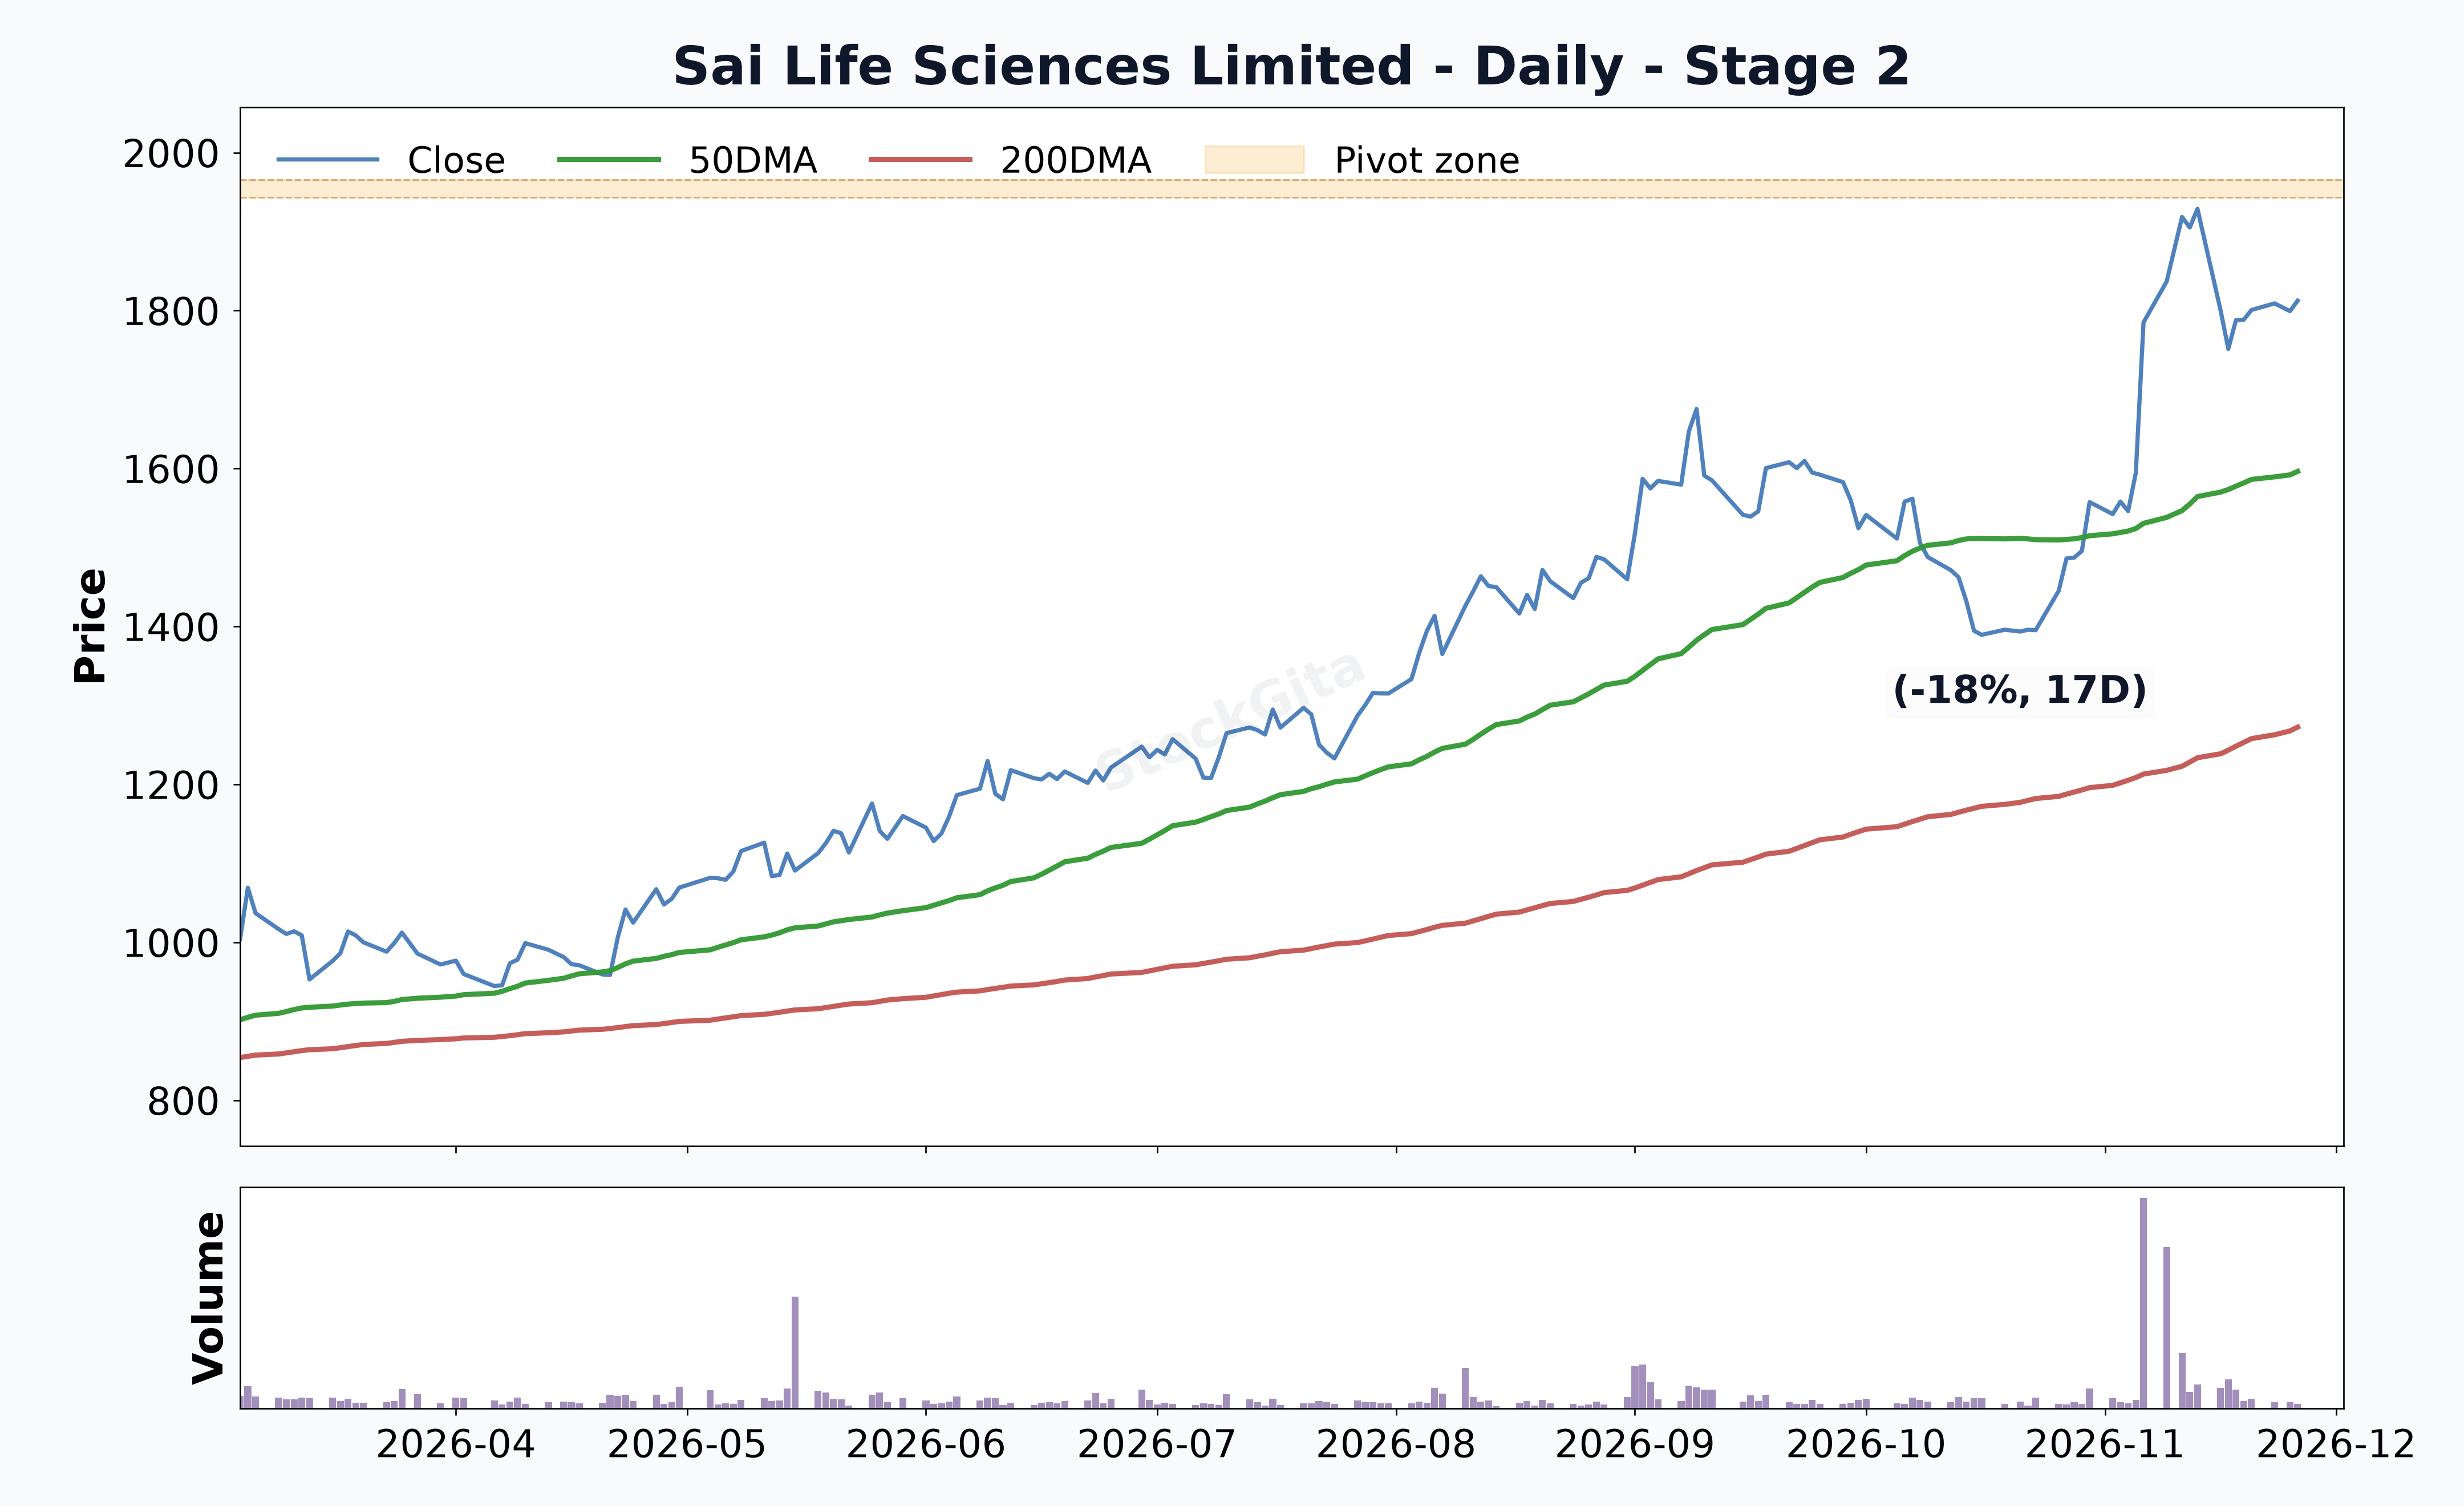 Sai Life Sciences Limited - Daily - Stage 2
Close 50DMA 200DMA Pivot zone
2000
1800
1600
1400
1200
1000
800
Price
StockGita
(-18%, 17D)
Volume
2026-04 2026-05 2026-06 2026-07 2026-08 2026-09 2026-10 2026-11 2026-12